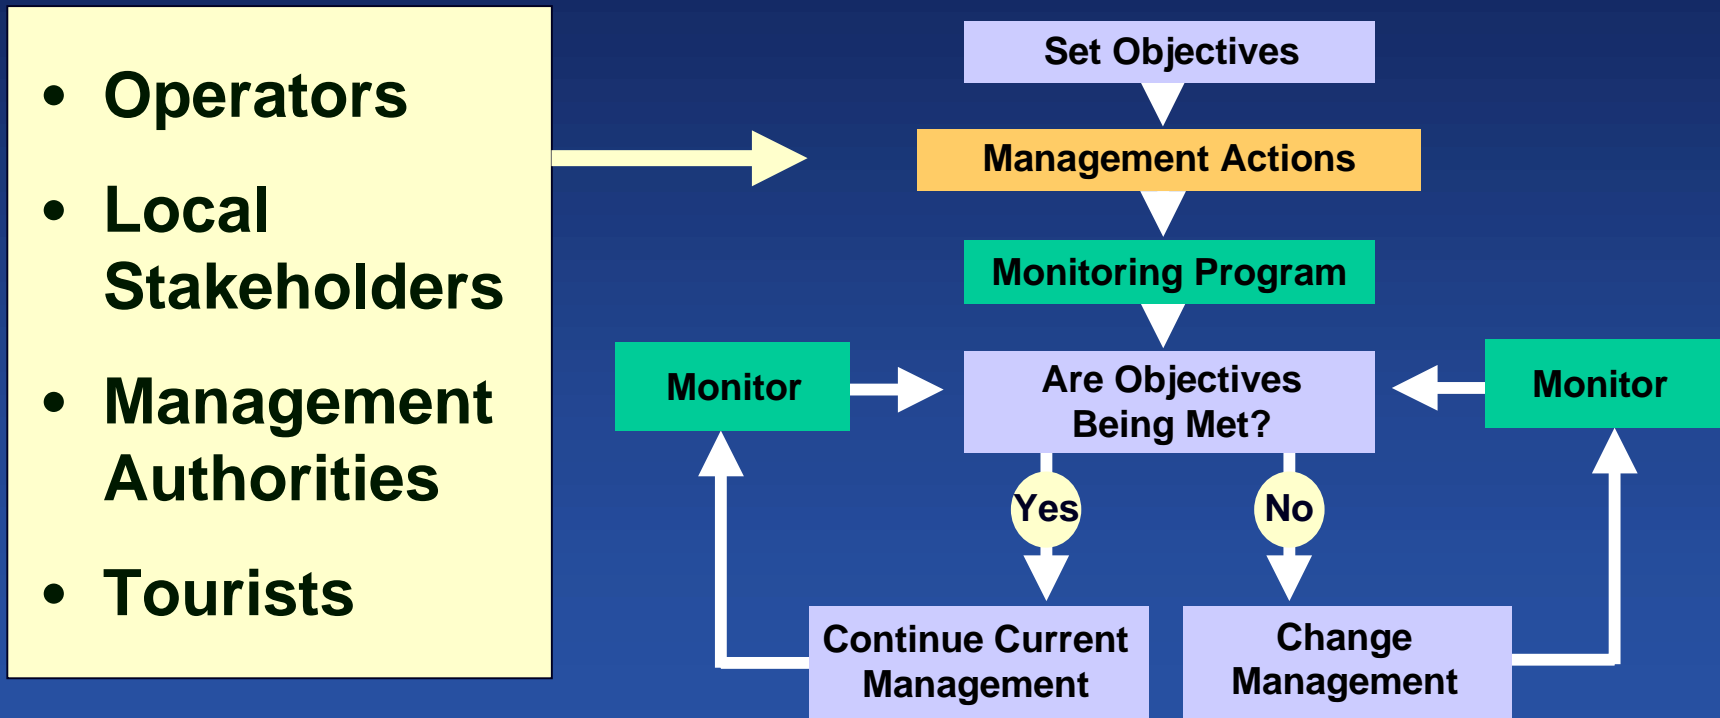 • Operators
• Local
Stakeholders
• Management
Authorities
• Tourists
Set Objectives
Management Actions
Monitoring Program
Monitor
Are Objectives
Being Met?
Monitor
Yes
No
Continue Current
Management
Change
Management